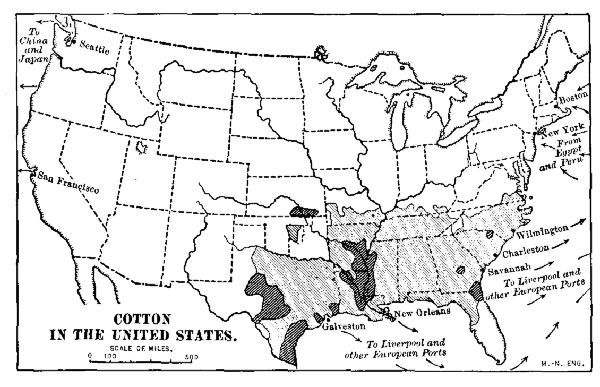 To
China
and
Japan
Seattle
San Francisco
Boston
New York
From
Egypt
and Peru
Wilmington
Charleston
Savannah
To Liverpool and
other European Ports
New Orleans
Galveston
To Liverpool and
other European Ports
COTTON
IN THE UNITED STATES.
SCALE OF MILES.
0 100 500
M.-N. ENG.